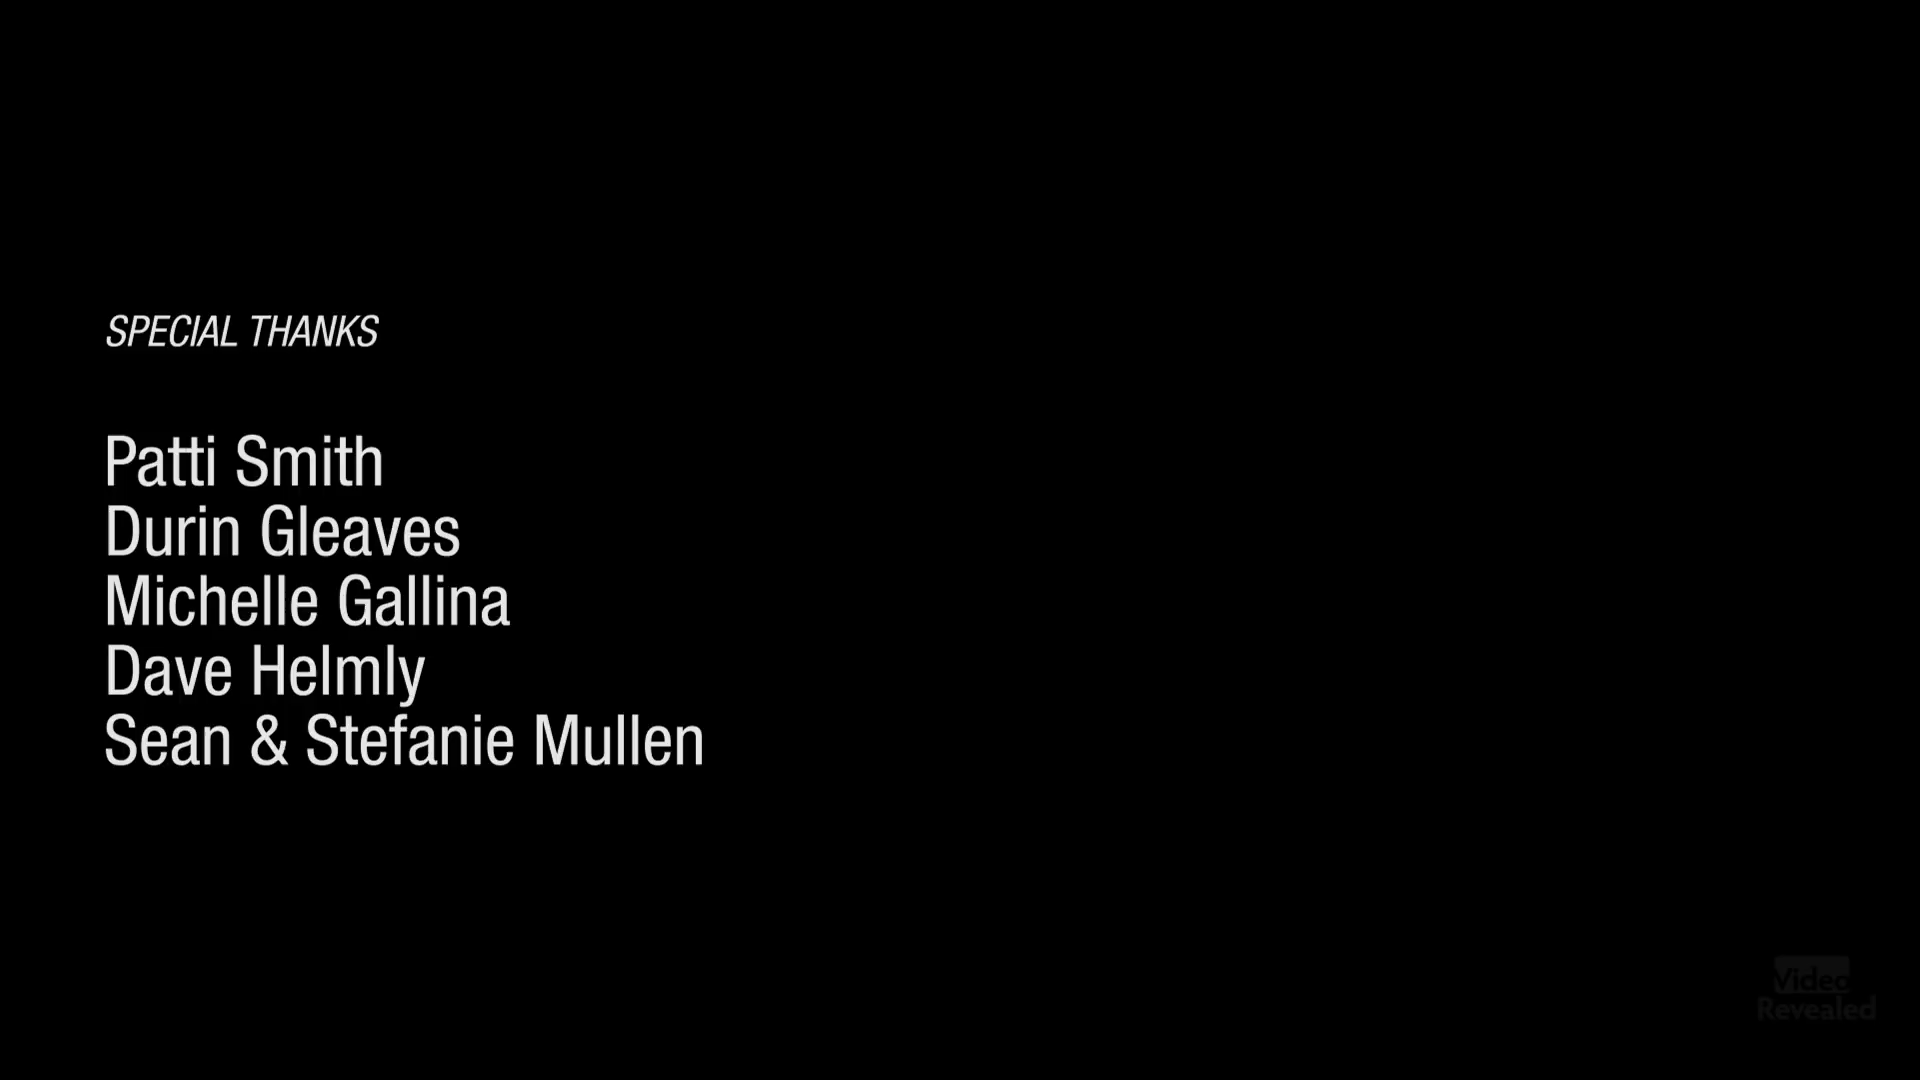 SPECIAL THANKS
Patti Smith
Durin Gleaves
Michelle Gallina
Dave Helmly
Sean & Stefanie Mullen
Video
Revealed